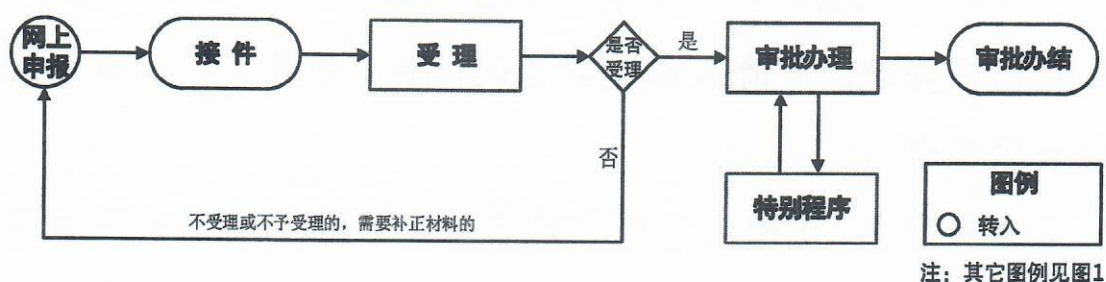 网上
申报
接 件
受 理
是否
受理
是
审批办理
审批办结
否
特别程序
不受理或不予受理的，需要补正材料的
图例
转入
注：其它图例见图1